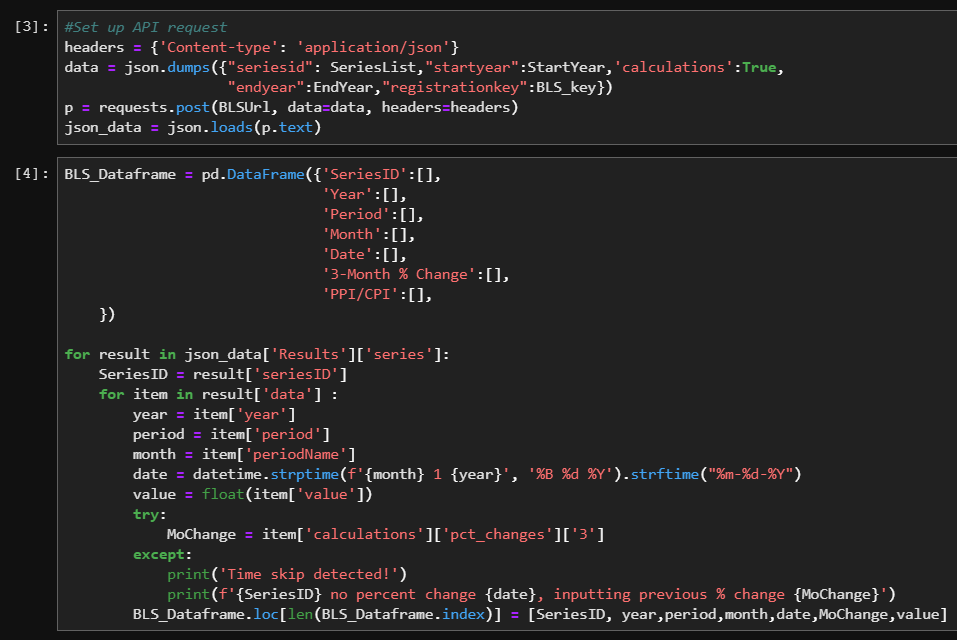 [3]: #Set up API request
headers = {'Content-type': 'application/json'}
data = json.dumps({"seriesid": SeriesList,"startyear":StartYear,'calculations':True,
                   "endyear":EndYear,"registrationkey":BLS_key})
p = requests.post(BLSUrl, data=data, headers=headers)
json_data = json.loads(p.text)
[4]: BLS_Dataframe = pd.DataFrame({'SeriesID':[],
                              'Year':[],
                              'Period':[],
                              'Month':[],
                              'Date':[],
                              '3-Month % Change':[],
                              'PPI/CPI':[],
    })
for result in json_data['Results']['series']:
    SeriesID = result['seriesID']
    for item in result['data'] :
        year = item['year']
        period = item['period']
        month = item['periodName']
        date = datetime.strptime(f'{month} 1 {year}', '%B %d %Y').strftime("%m-%d-%Y")
        value = float(item['value'])
        try:
            MoChange = item['calculations']['pct_changes']['3']
        except:
            print('Time skip detected!')
            print(f'{SeriesID} no percent change {date}, inputting previous % change {MoChange}')
        BLS_Dataframe.loc[len(BLS_Dataframe.index)] = [SeriesID, year,period,month,date,MoChange,value]